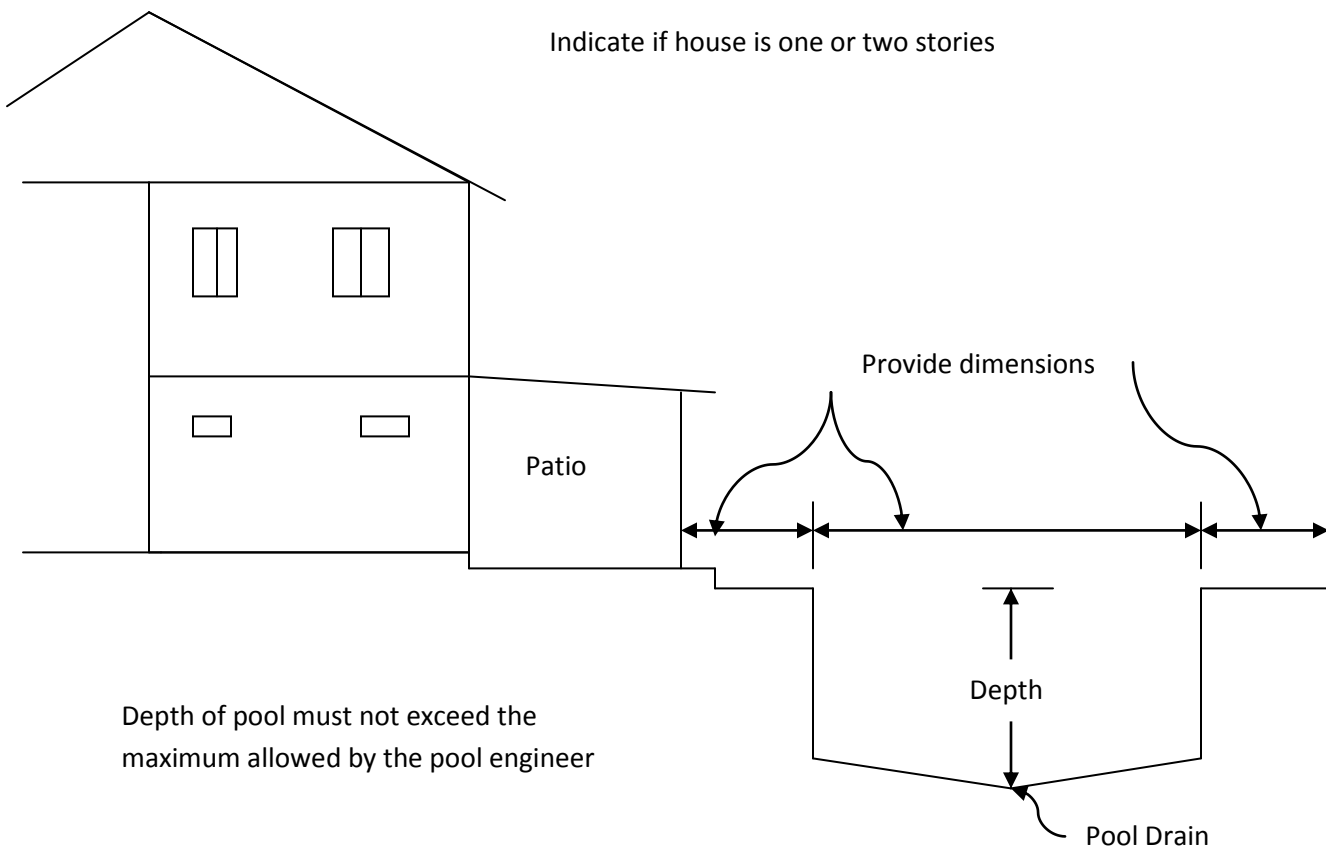 Indicate if house is one or two stories
Provide dimensions
Patio
Depth
Depth of pool must not exceed the
maximum allowed by the pool engineer
Pool Drain